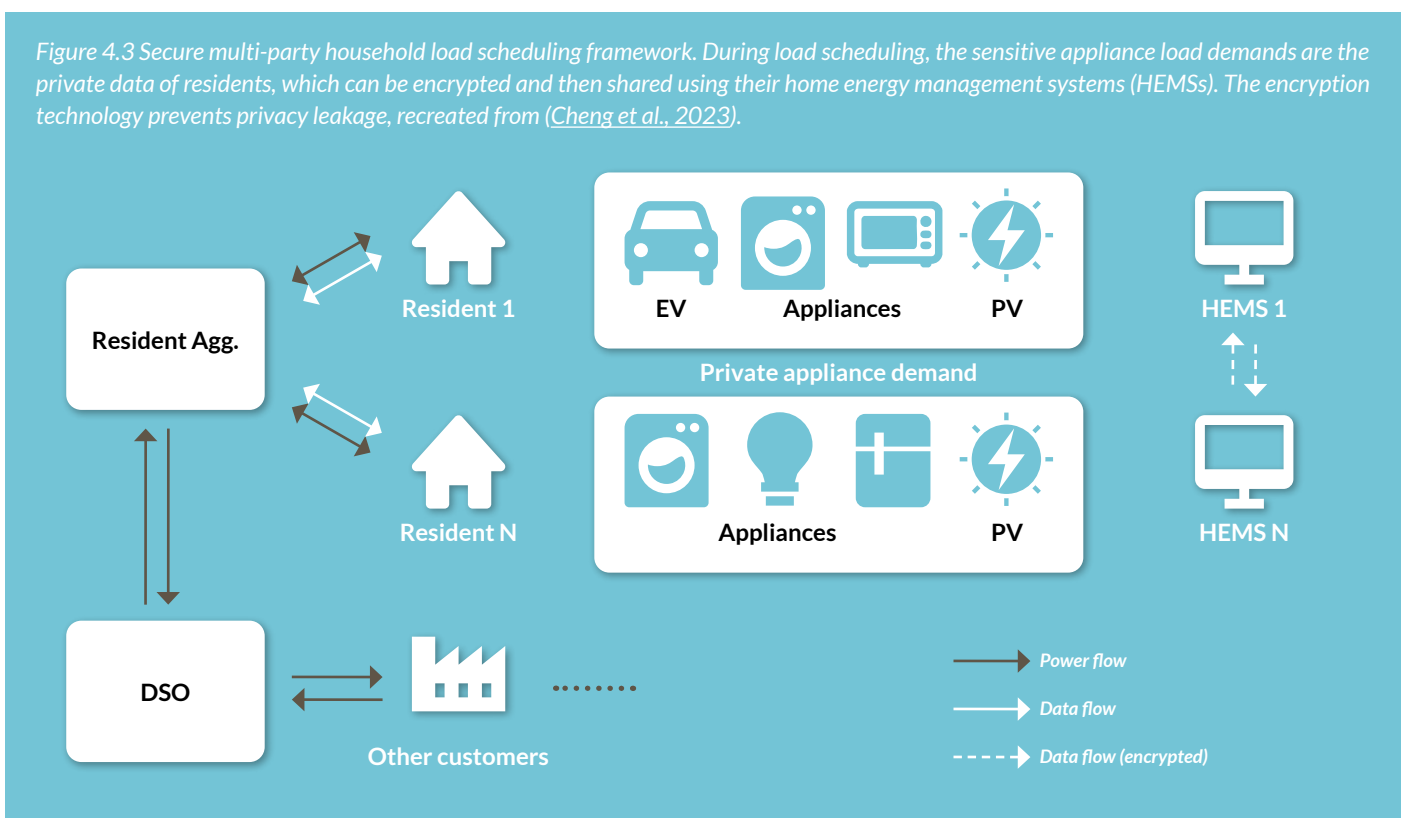 Figure 4.3 Secure multi-party household load scheduling framework. During load scheduling, the sensitive appliance load demands are the
private data of residents, which can be encrypted and then shared using their home energy management systems (HEMSs). The encryption
technology prevents privacy leakage, recreated from (Cheng et al., 2023).
Resident Agg.
Resident 1
EV
Appliances
PV
HEMS 1
Private appliance demand
Resident N
Appliances
PV
HEMS N
DSO
Other customers
Power flow
Data flow
Data flow (encrypted)